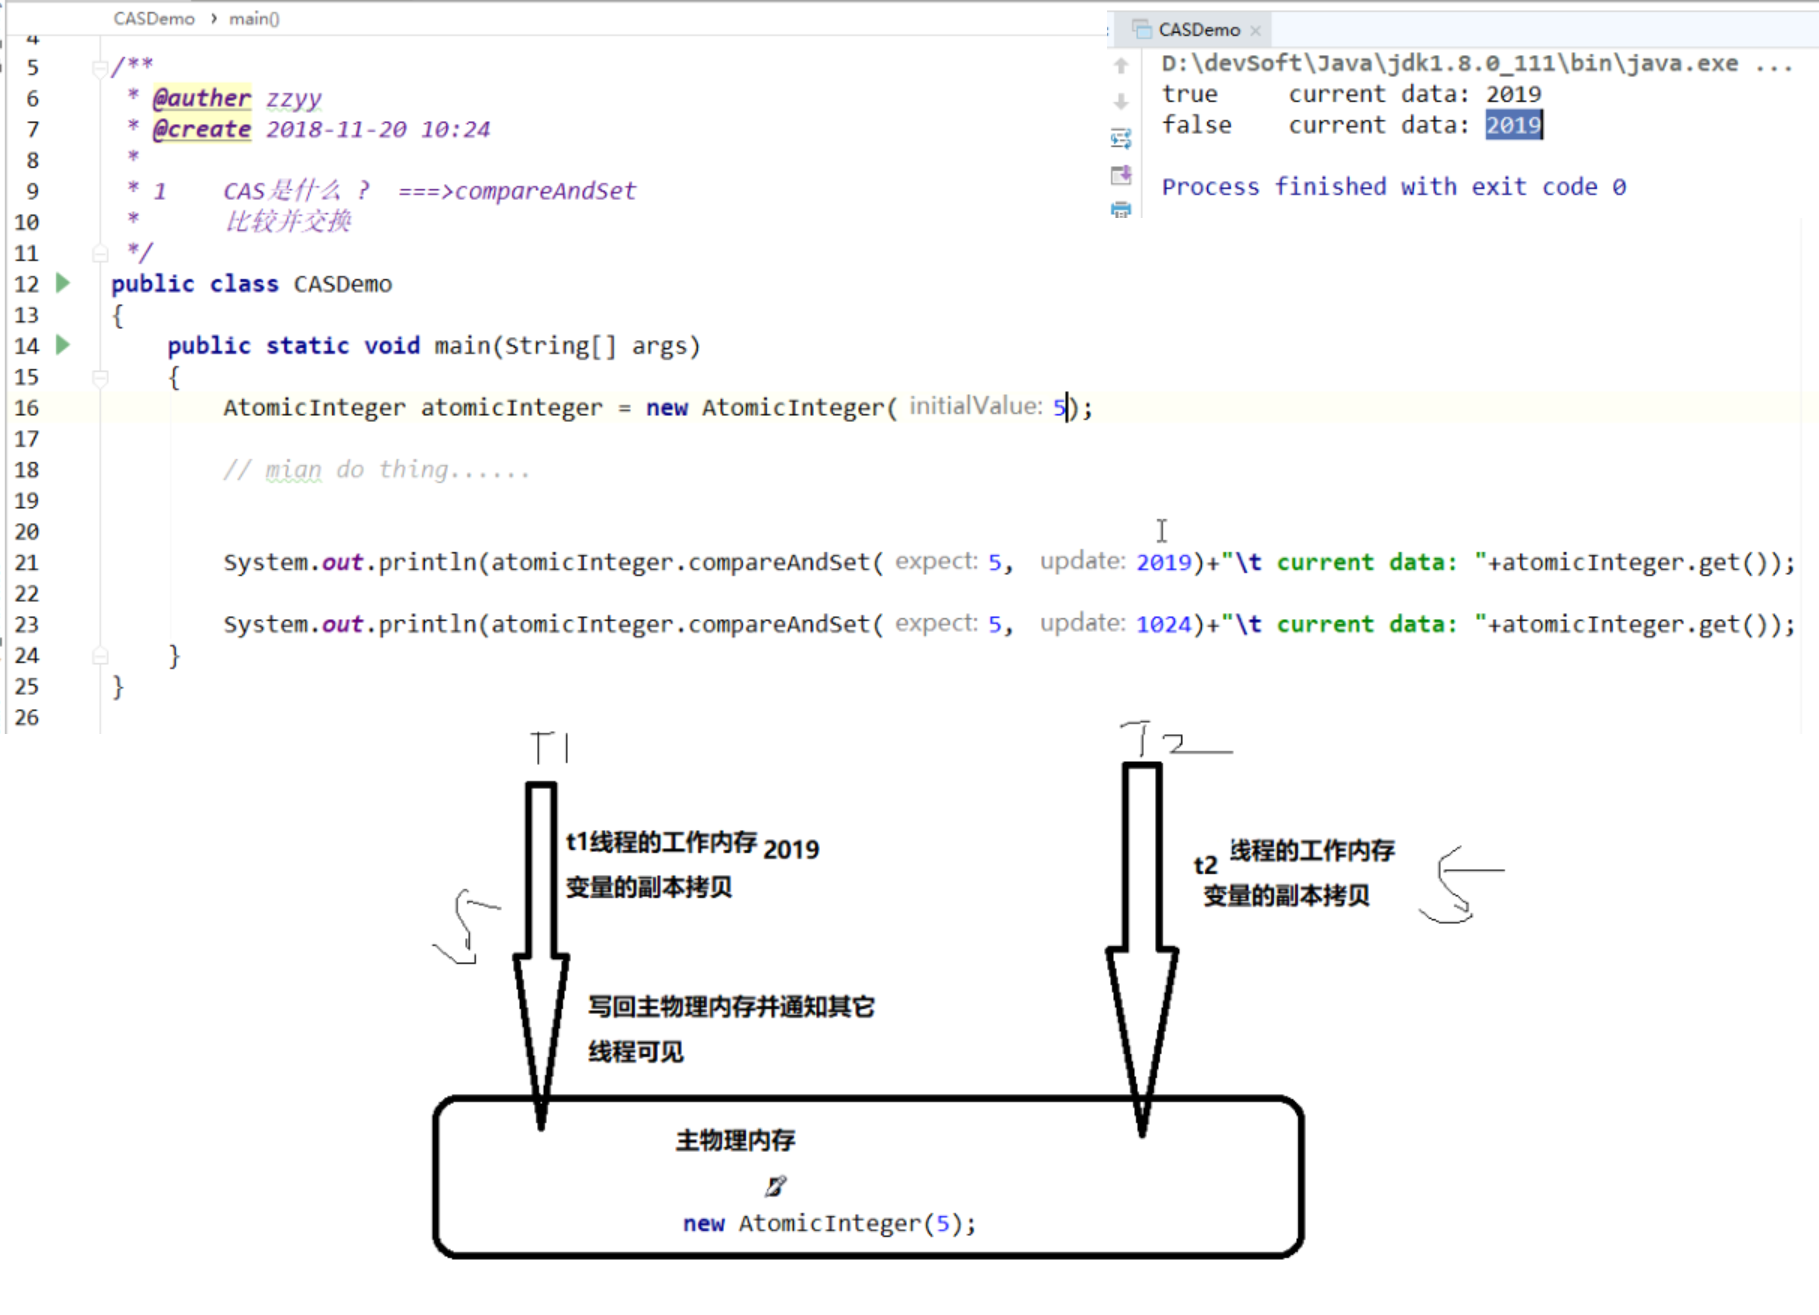 CASDemo > main()
4
5 /**
6 * @auther zzyy
7 * @create 2018-11-20 10:24
8 *
9 * 1 CAS是什么 ? ===>compareAndSet
10 * 比较并交换
11 */
12 public class CASDemo
13 {
14 public static void main(String[] args)
15 {
16 AtomicInteger atomicInteger = new AtomicInteger( initialValue: 5);
17
18 // mian do thing......
19
20
21 System.out.println(atomicInteger.compareAndSet( expect: 5, update: 2019)+"\t current data: "+atomicInteger.get());
22
23 System.out.println(atomicInteger.compareAndSet( expect: 5, update: 1024)+"\t current data: "+atomicInteger.get());
24 }
25 }
26
CASDemo ×
D:\devSoft\Java\jdk1.8.0_111\bin\java.exe ...
true current data: 2019
false current data: 2019
Process finished with exit code 0
T1
t1线程的工作内存 2019
变量的副本拷贝
5
写回主物理内存并通知其它
线程可见
T2
t2 线程的工作内存
变量的副本拷贝
5
主物理内存
new AtomicInteger(5);